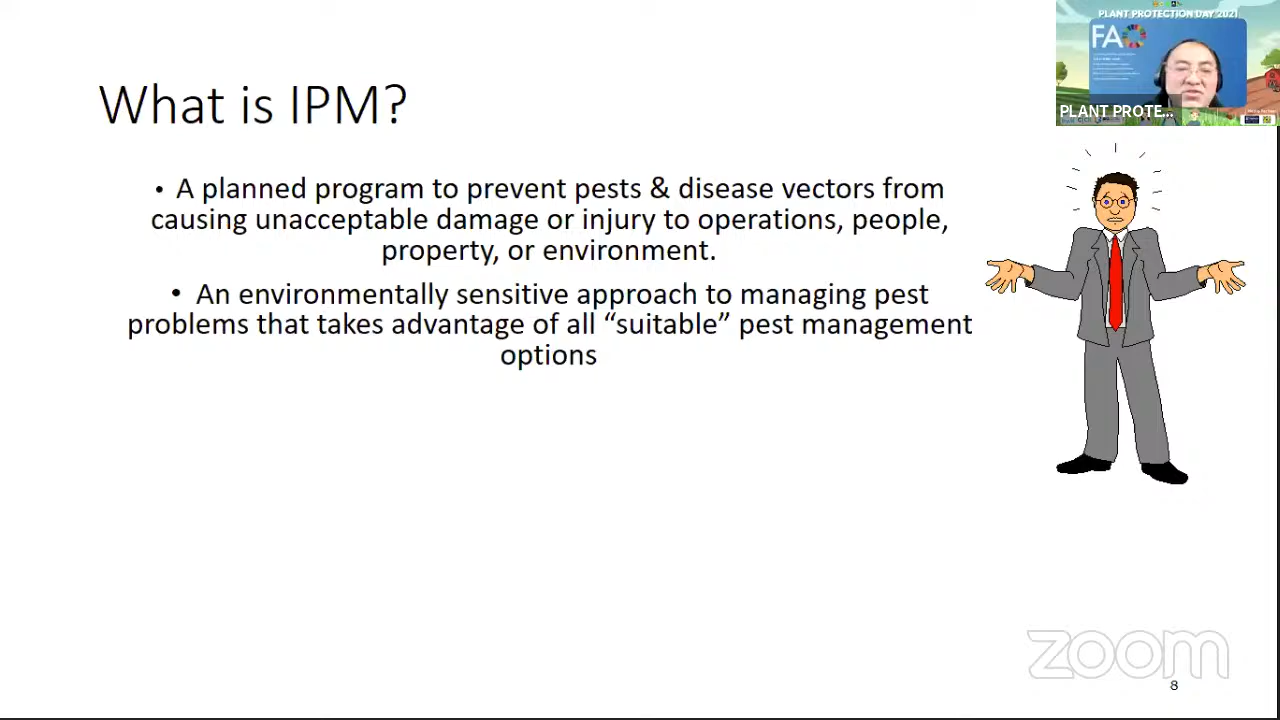 PLANT PROTECTION DAY 2021
FAO
PLANT PROTE...
What is IPM?
• A planned program to prevent pests & disease vectors from
causing unacceptable damage or injury to operations, people,
property, or environment.
• An environmentally sensitive approach to managing pest
problems that takes advantage of all “suitable” pest management
options
zoom
8